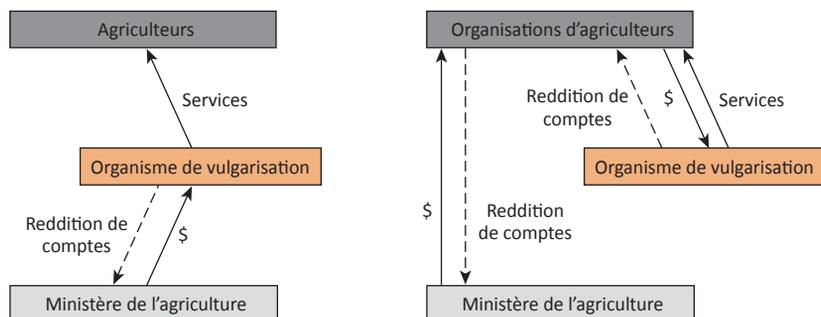 Agriculteurs
Services
Organisme de vulgarisation
Reddition de
comptes
$
Ministère de l’agriculture
Organisations d’agriculteurs
Reddition de
comptes
$
Services
Organisme de vulgarisation
$
Reddition
de comptes
Ministère de l’agriculture